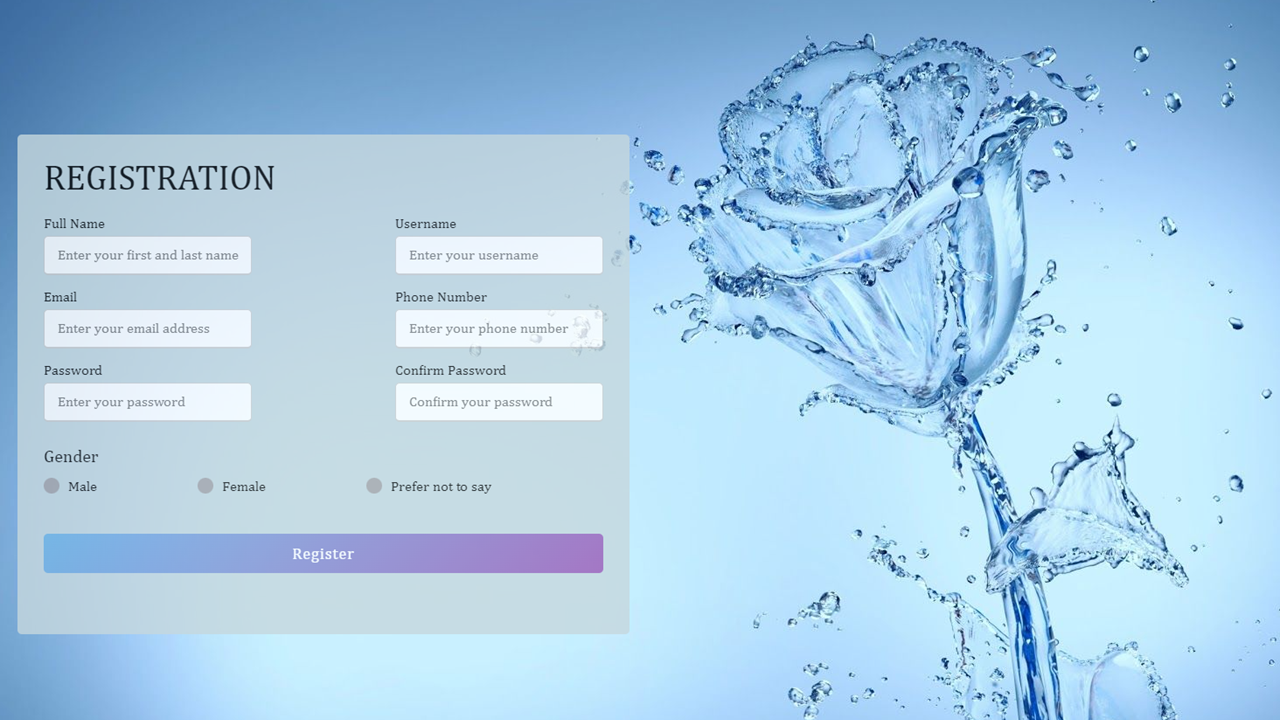 REGISTRATION
Full Name
Username
Enter your first and last name
Enter your username
Email
Phone Number
Enter your email address
Enter your phone number
Password
Confirm Password
Enter your password
Confirm your password
Gender
Male
Female
Prefer not to say
Register